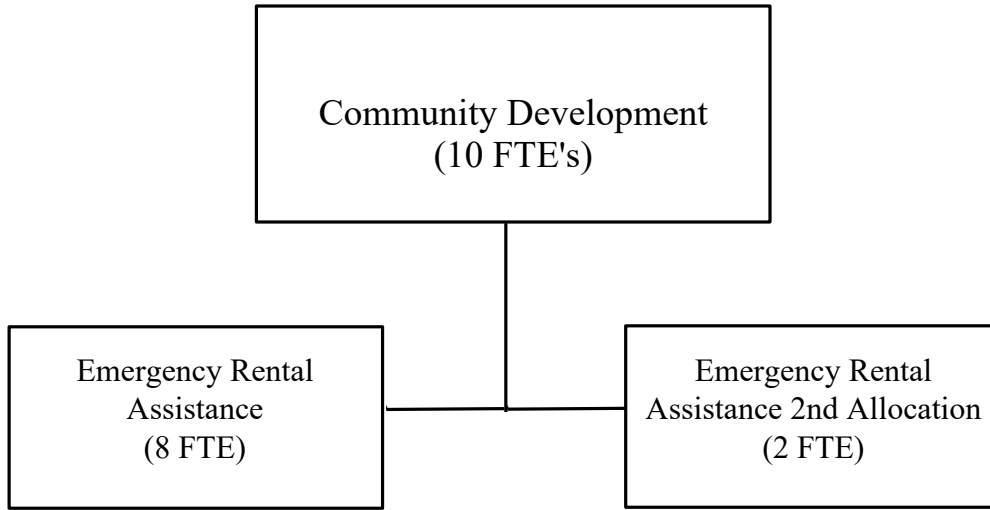 Community Development
(10 FTE's)
Emergency Rental
Assistance
(8 FTE)
Emergency Rental
Assistance 2nd Allocation
(2 FTE)